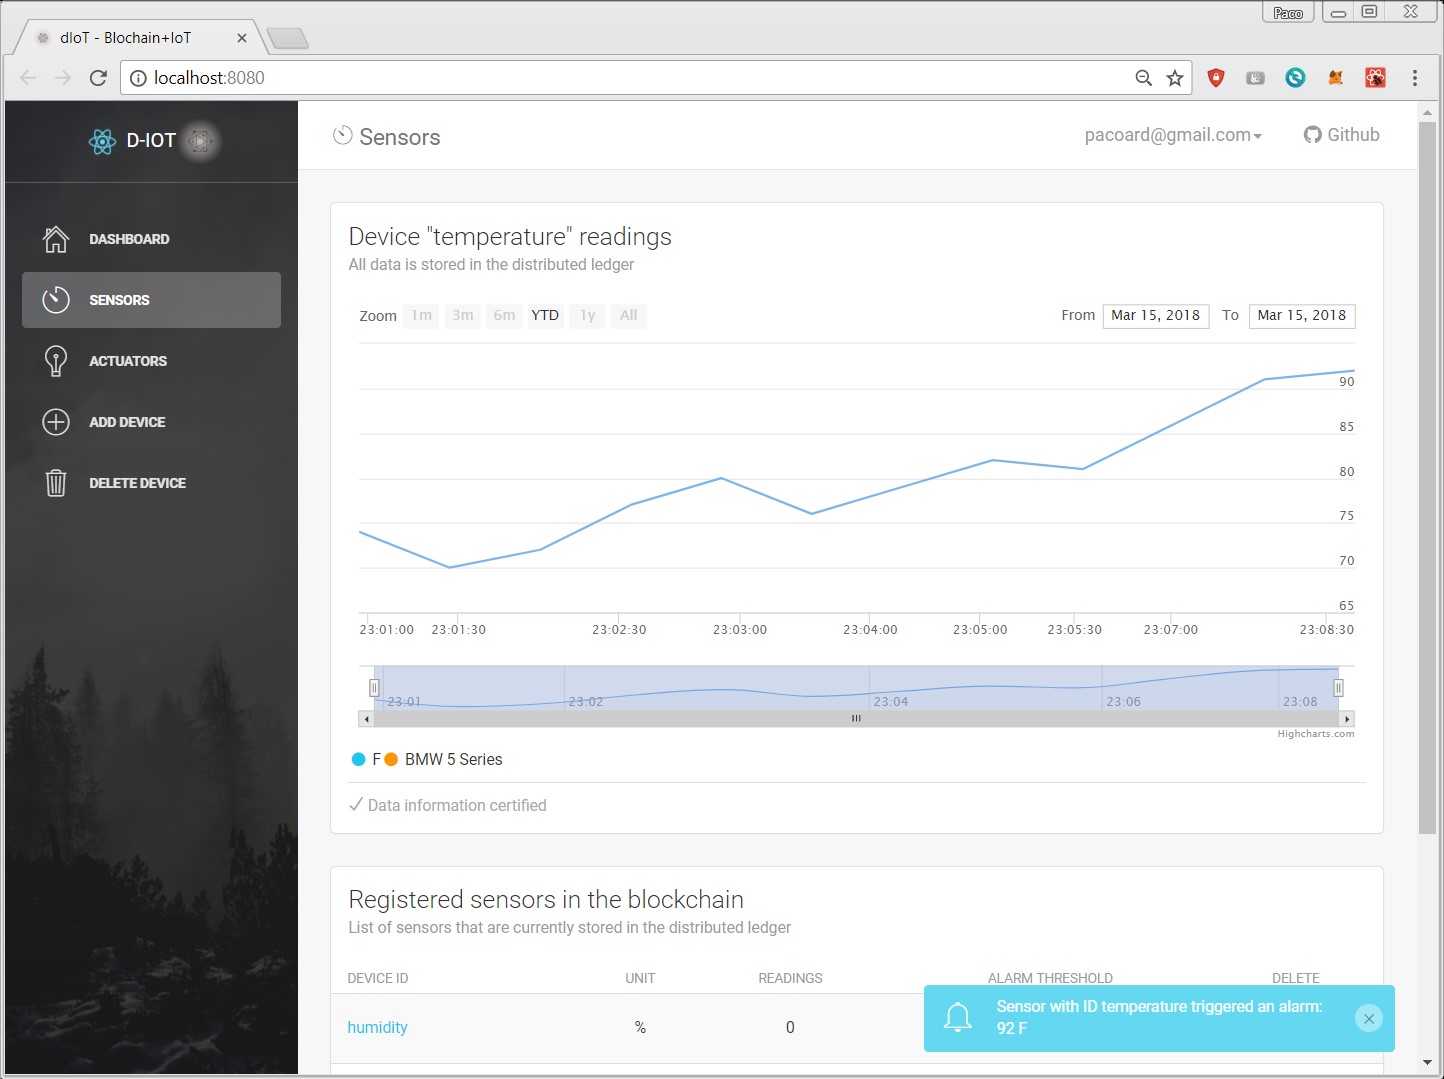 Paco
dIoT - Blochain+IoT
localhost:8080
D-IOT
Sensors
pacoard@gmail.com
Github
DASHBOARD
SENSORS
ACTUATORS
ADD DEVICE
DELETE DEVICE
Device "temperature" readings
All data is stored in the distributed ledger
Zoom 1m 3m 6m YTD 1y All
From Mar 15, 2018 To Mar 15, 2018
90
85
80
75
70
65
23:01:00 23:01:30 23:02:30 23:03:00 23:04:00 23:05:00 23:05:30 23:07:00 23:08:30
23:01 23:02 23:04 23:06 23:08
Highcharts.com
F BMW 5 Series
Data information certified
Registered sensors in the blockchain
List of sensors that are currently stored in the distributed ledger
DEVICE ID UNIT READINGS ALARM THRESHOLD DELETE
humidity % 0
Sensor with ID temperature triggered an alarm:
92 F